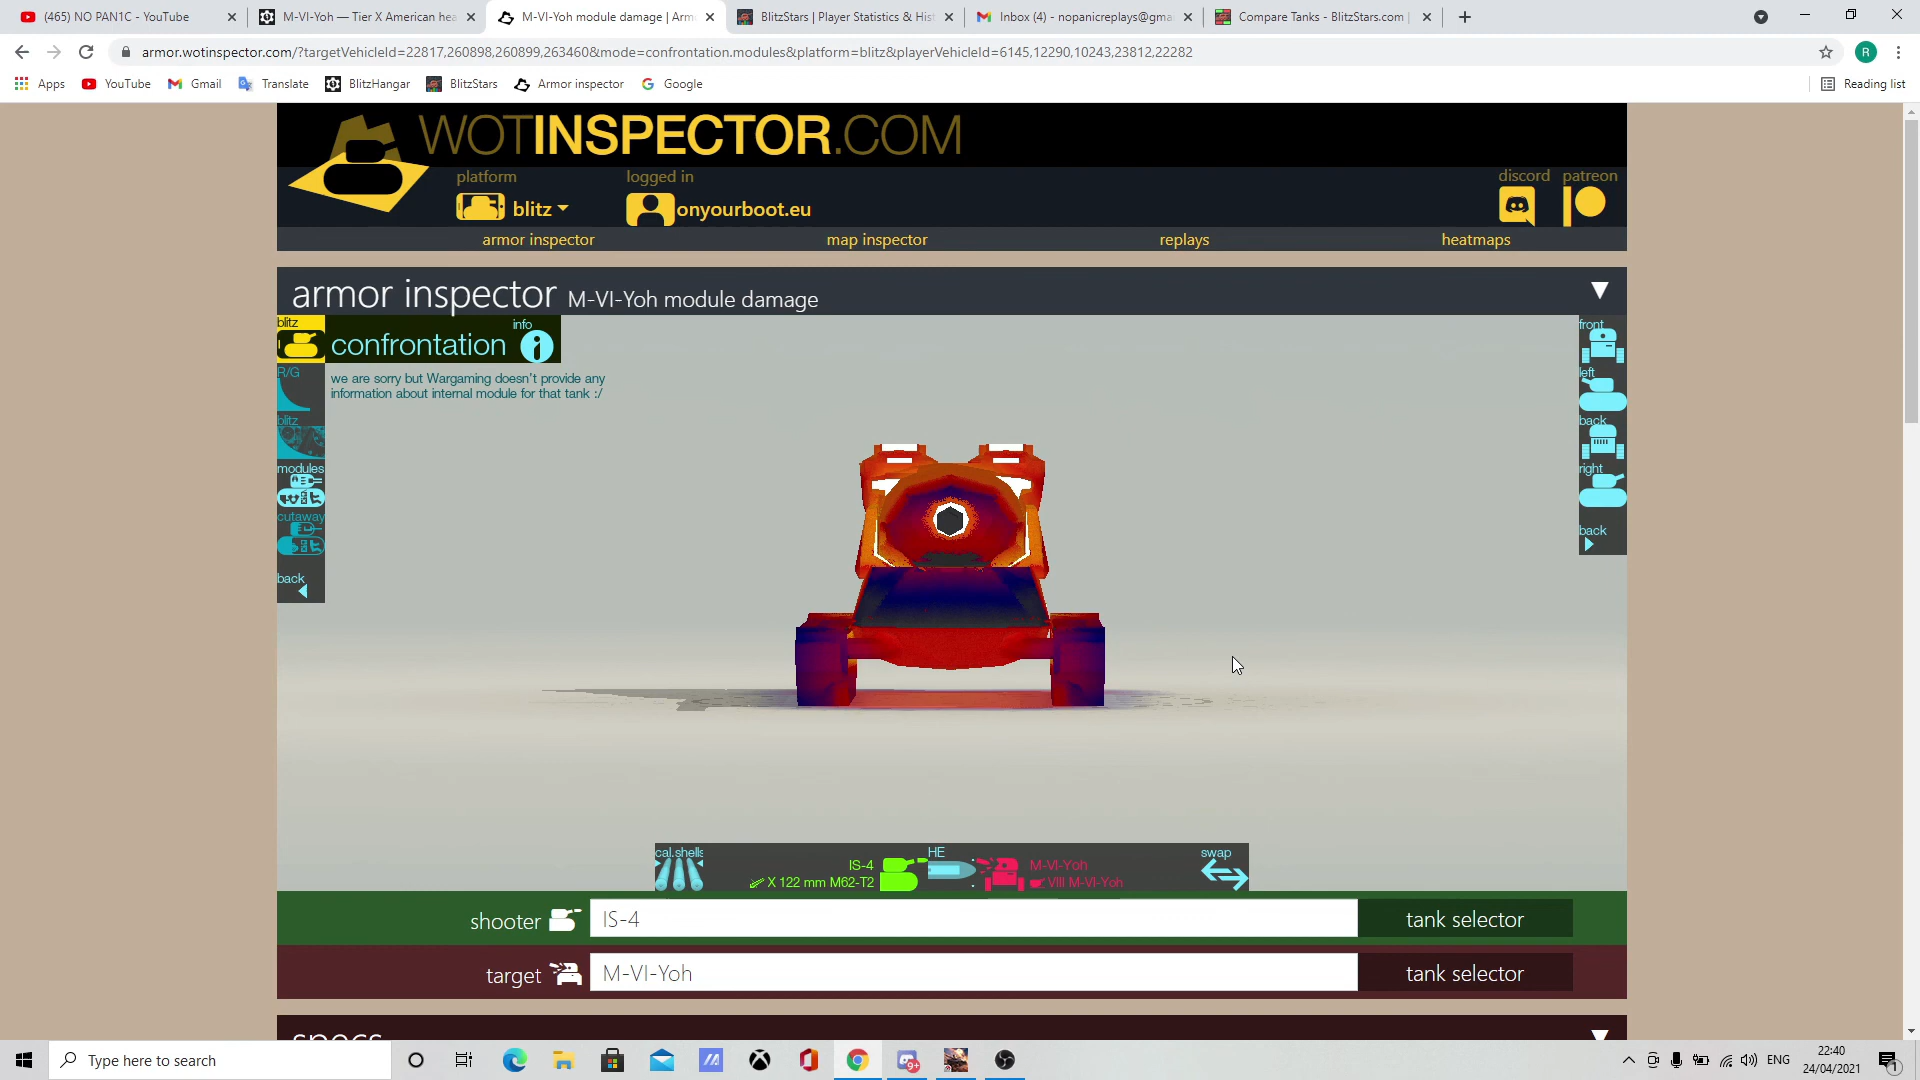 (465) NO PAN1C - YouTube
M-VI-Yoh — Tier X American hea
M-VI-Yoh module damage | Arm
BlitzStars | Player Statistics & Hist
Inbox (4) - nopanicreplays@gma
Compare Tanks - BlitzStars.com |
armor.wotinspector.com/?targetVehicleId=22817,260898,260899,263460&mode=confrontation.modules&platform=blitz&playerVehicleId=6145,12290,10243,23812,22282
R
Apps
YouTube
Gmail
Translate
BlitzHangar
BlitzStars
Armor inspector
Google
Reading list
WOTINSPECTOR.COM
platform
logged in
discord
patreon
blitz
onyourboot.eu
armor inspector
map inspector
replays
heatmaps
armor inspector M-VI-Yoh module damage
blitz
confrontation
info
R/G
we are sorry but Wargaming doesn't provide any
information about internal module for that tank :/
blitz
modules
cutaway
back
front
left
back
right
back
cal.shells
IS-4
X 122 mm M62-T2
HE
M-VI-Yoh
VIII M-VI-Yoh
swap
shooter
IS-4
tank selector
target
M-VI-Yoh
tank selector
specs
Type here to search
9+
ENG
22:40
24/04/2021
1